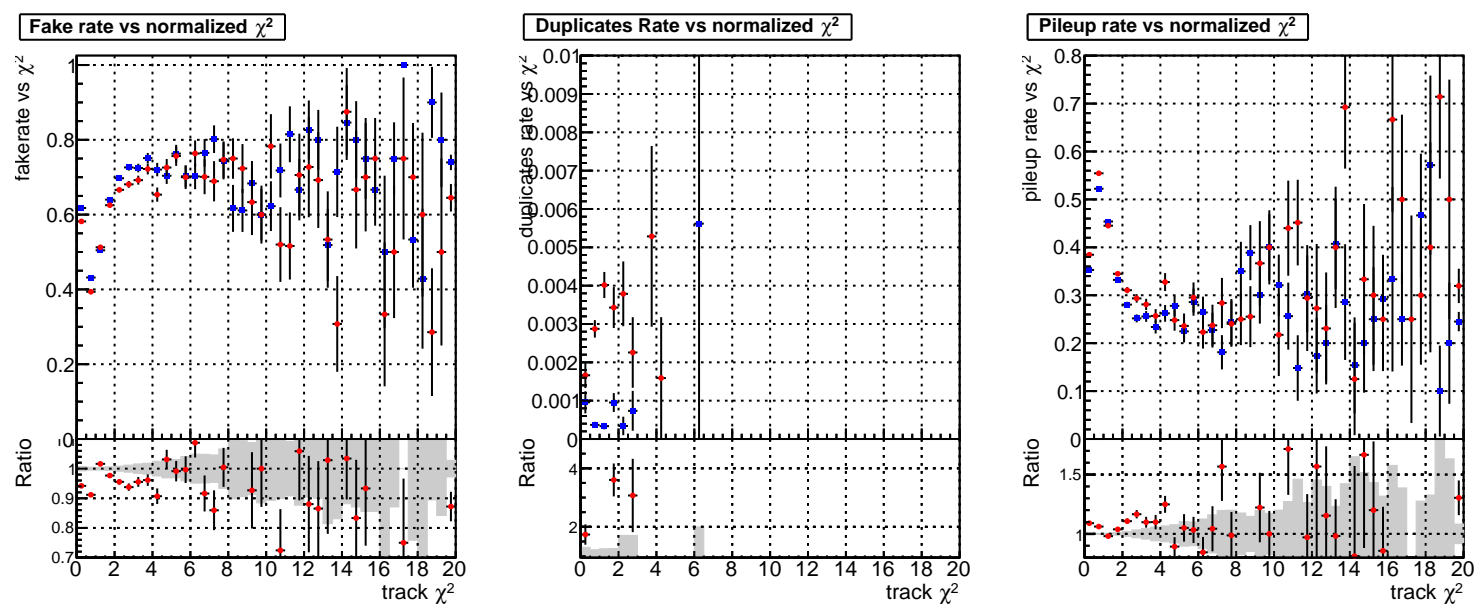 Fake rate vs normalized χ²
fakerate vs χ²
1
0.8
0.6
0.4
0.2
0
Ratio
1
0.9
0.8
0.7
0 2 4 6 8 10 12 14 16 18 20
track χ²
Duplicates Rate vs normalized χ²
duplicates rate vs χ²
0.01
0.009
0.008
0.007
0.006
0.005
0.004
0.003
0.002
0.001
0
Ratio
4
2
0 2 4 6 8 10 12 14 16 18 20
track χ²
Pileup rate vs normalized χ²
pileup rate vs χ²
0.8
0.7
0.6
0.5
0.4
0.3
0.2
0.1
0
Ratio
1.5
1
0 2 4 6 8 10 12 14 16 18 20
track χ²